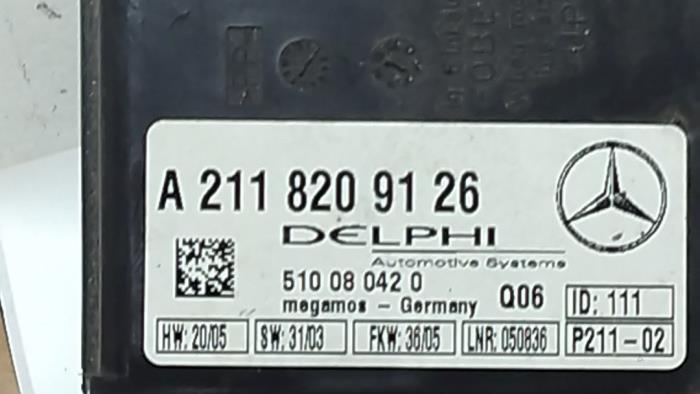 A 211 820 91 26
DELPHI
Automotive Systems
510 08 042 0
megamos - Germany
Q06
ID: 111
HW: 20/05
SW: 31/03
FKW: 36/05
LNR: 050836
P211-02